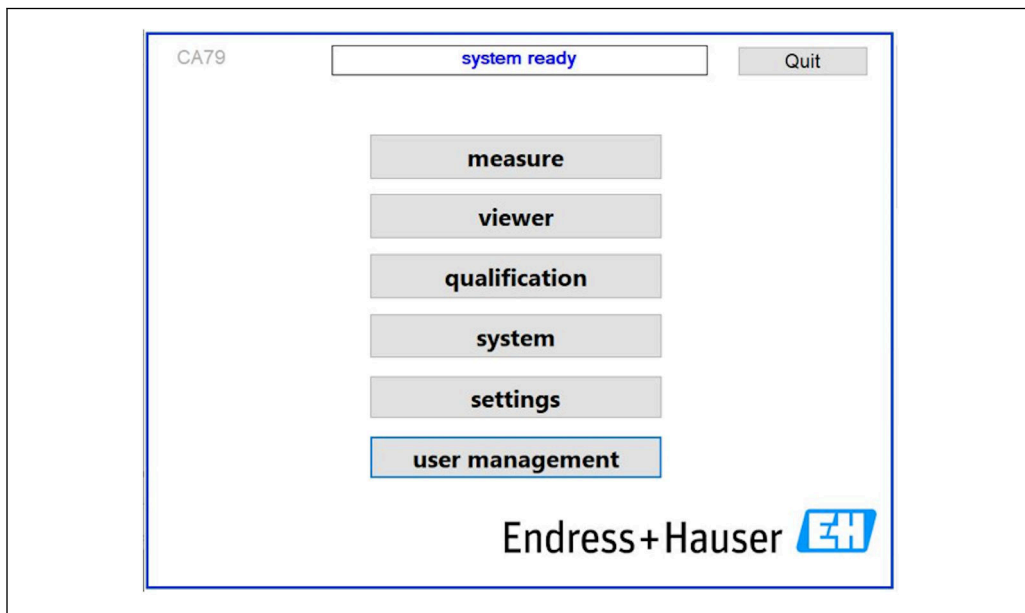 CA79 system ready Quit
measure
viewer
qualification
system
settings
user management
Endress+Hauser EH